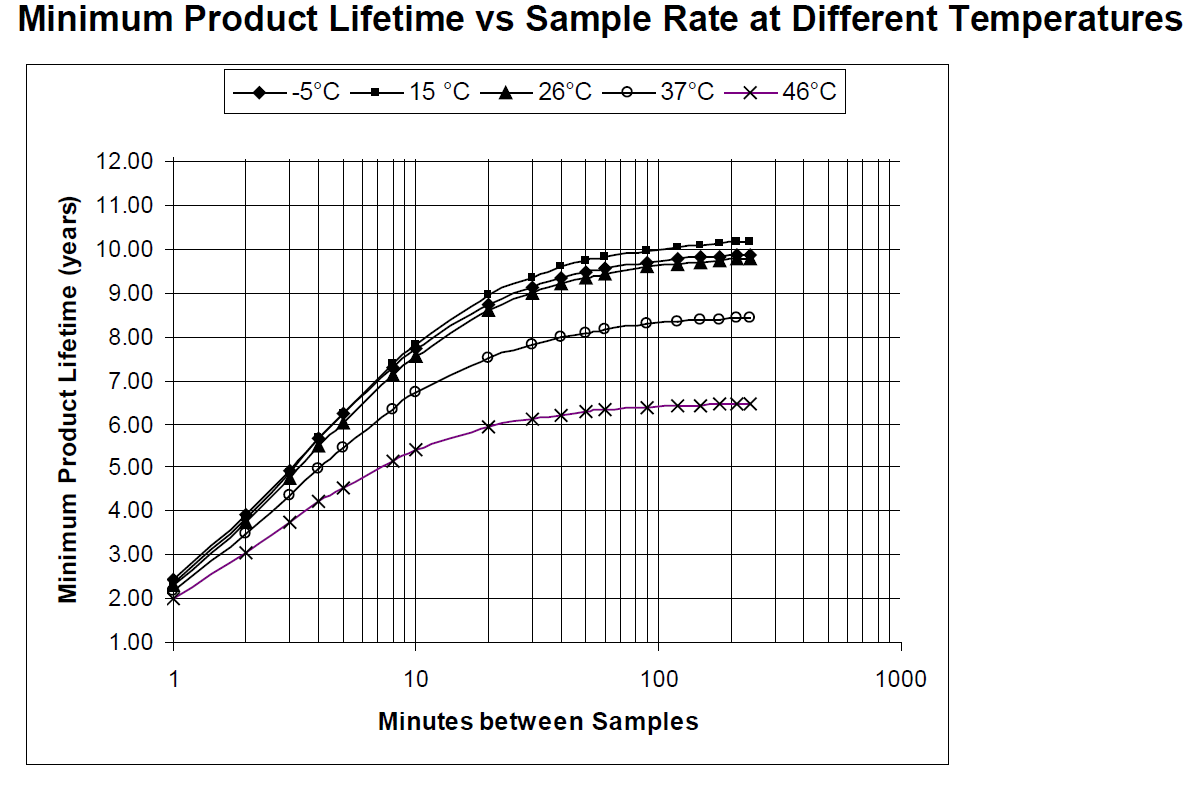 Minimum Product Lifetime vs Sample Rate at Different Temperatures
-5°C 15 °C 26°C 37°C 46°C
Minimum Product Lifetime (years)
12.00
11.00
10.00
9.00
8.00
7.00
6.00
5.00
4.00
3.00
2.00
1.00
1 10 100 1000
Minutes between Samples